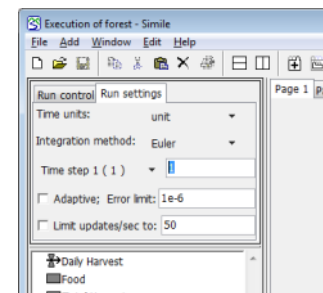 Execution of forest - Simile
File Add Window Edit Help
Page 1
Run control Run settings
Time units: unit
Integration method: Euler
Time step 1 ( 1 ) 1
Adaptive; Error limit: 1e-6
Limit updates/sec to: 50
Daily Harvest
Food